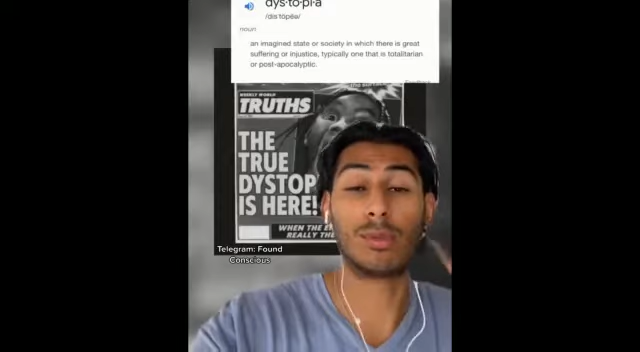 dys·to·pi·a
/disˈtōpēə/
noun
an imagined state or society in which there is great
suffering or injustice, typically one that is totalitarian
or post-apocalyptic.
WEEKLY WORLD
TRUTHS
THE
TRUE
DYSTOP
IS HERE!
WHEN THE
REALLY
Telegram: Found
Conscious